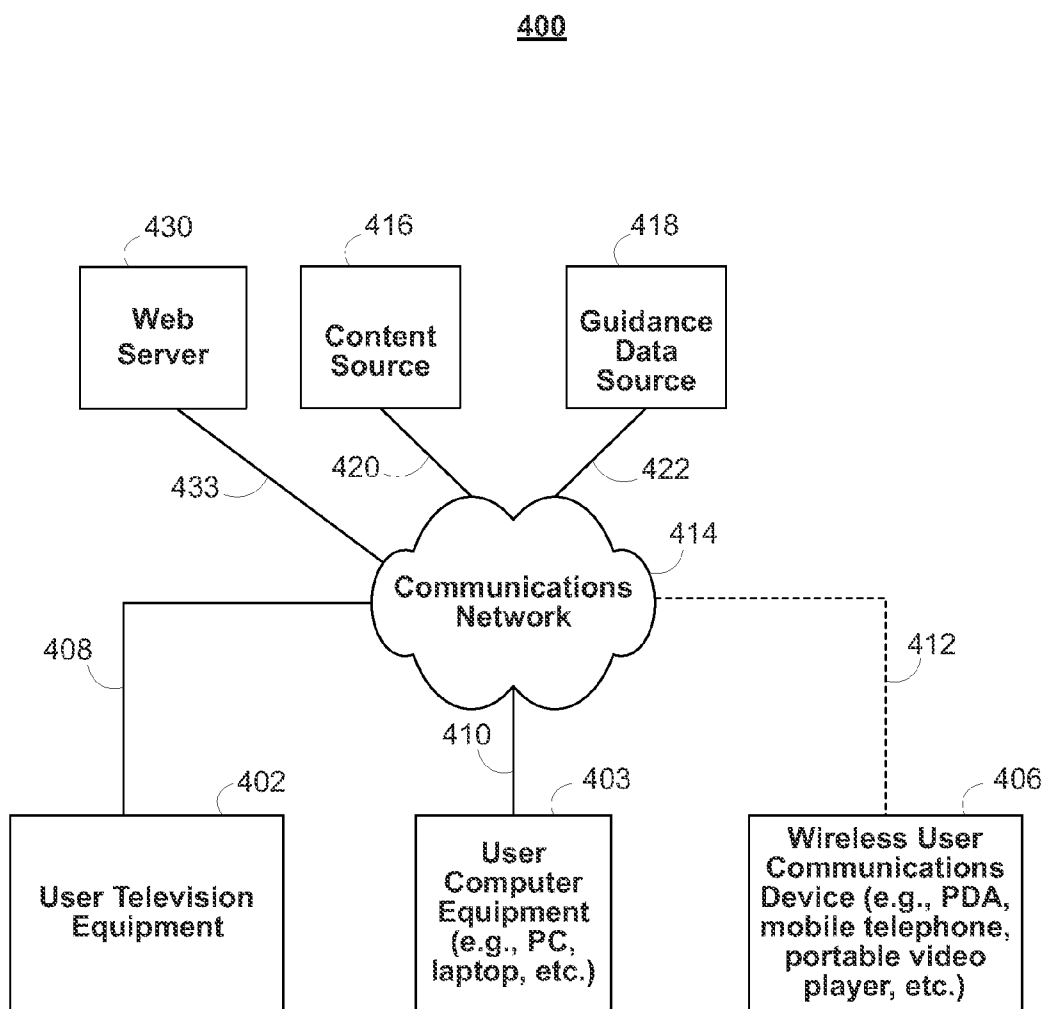 400
430
416
418
Web
Server
Content
Source
Guidance
Data
Source
433
420
422
414
Communications
Network
408
412
410
402
403
406
User Television
Equipment
User
Computer
Equipment
(e.g., PC,
laptop, etc.)
Wireless User
Communications
Device (e.g., PDA,
mobile telephone,
portable video
player, etc.)